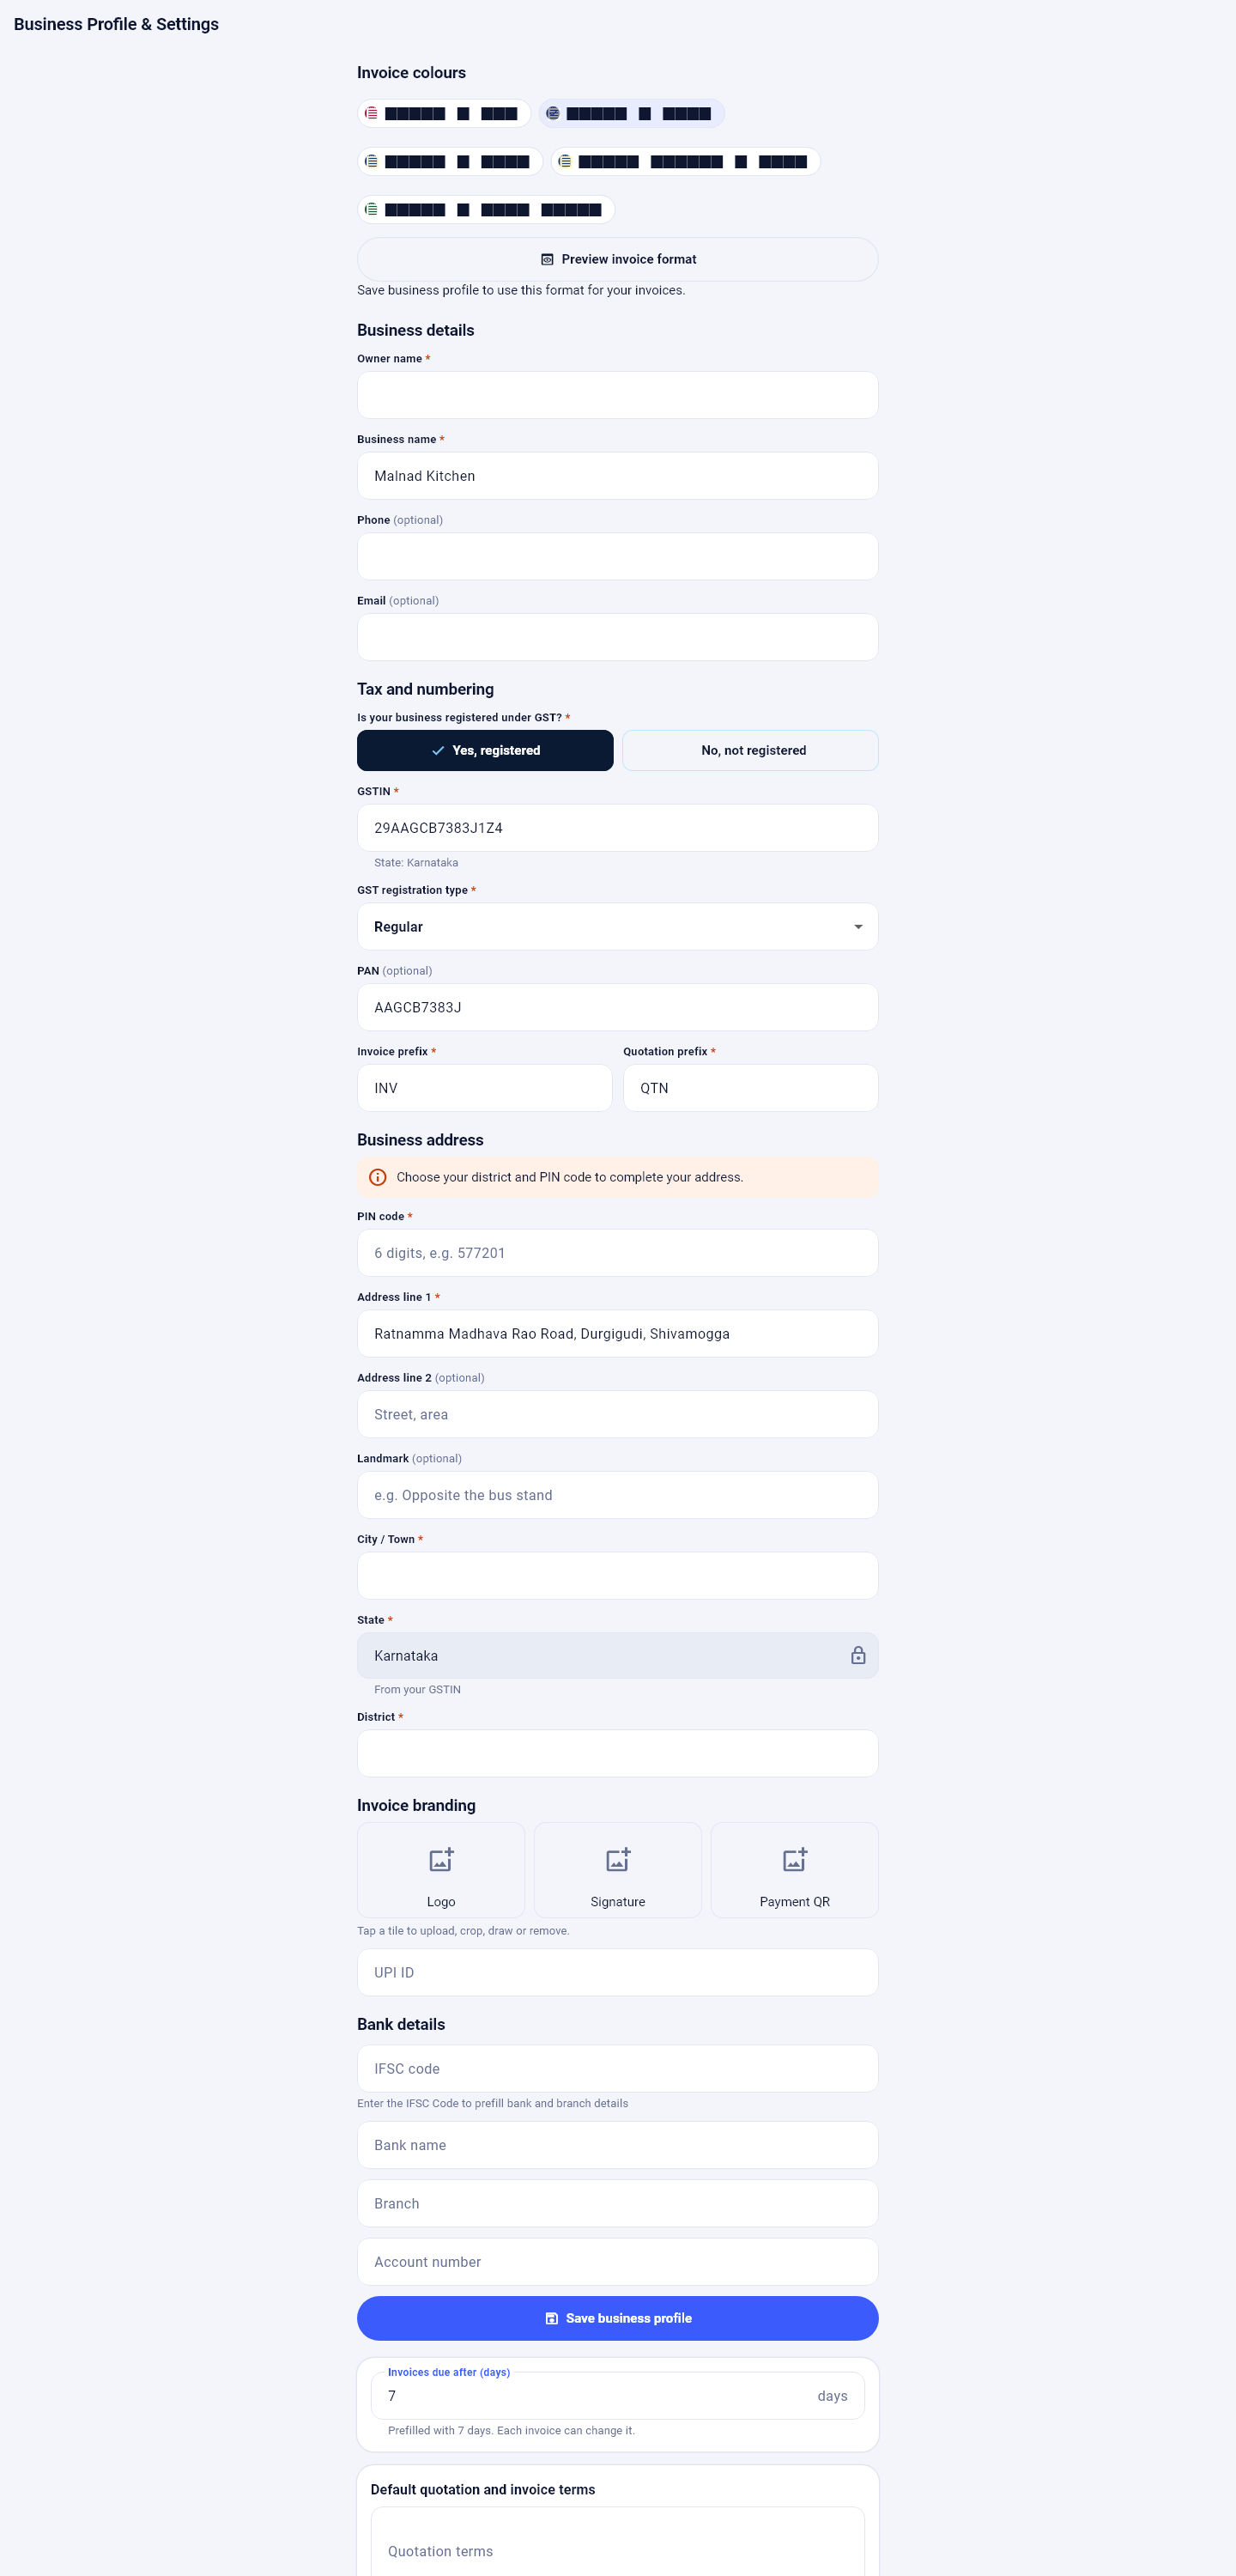 Business Profile & Settings
Invoice colours
Preview invoice format
Save business profile to use this format for your invoices.
Business details
Owner name *
Business name *
Malnad Kitchen
Phone (optional)
Email (optional)
Tax and numbering
Is your business registered under GST? *
Yes, registered
No, not registered
GSTIN *
29AAGCB7383J1Z4
State: Karnataka
GST registration type *
Regular
PAN (optional)
AAGCB7383J
Invoice prefix * Quotation prefix *
INV QTN
Business address
Choose your district and PIN code to complete your address.
PIN code *
6 digits, e.g. 577201
Address line 1 *
Ratnamma Madhava Rao Road, Durgigudi, Shivamogga
Address line 2 (optional)
Street, area
Landmark (optional)
e.g. Opposite the bus stand
City / Town *
State *
Karnataka
From your GSTIN
District *
Invoice branding
Logo Signature Payment QR
Tap a tile to upload, crop, draw or remove.
UPI ID
Bank details
IFSC code
Enter the IFSC Code to prefill bank and branch details
Bank name
Branch
Account number
Save business profile
Invoices due after (days)
7 days
Prefilled with 7 days. Each invoice can change it.
Default quotation and invoice terms
Quotation terms